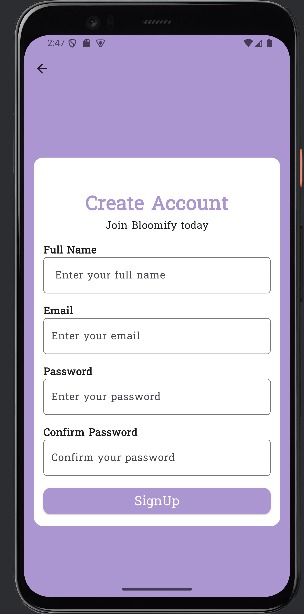 2:47
Create Account
Join Bloomify today
Full Name
Enter your full name
Email
Enter your email
Password
Enter your password
Confirm Password
Confirm your password
SignUp